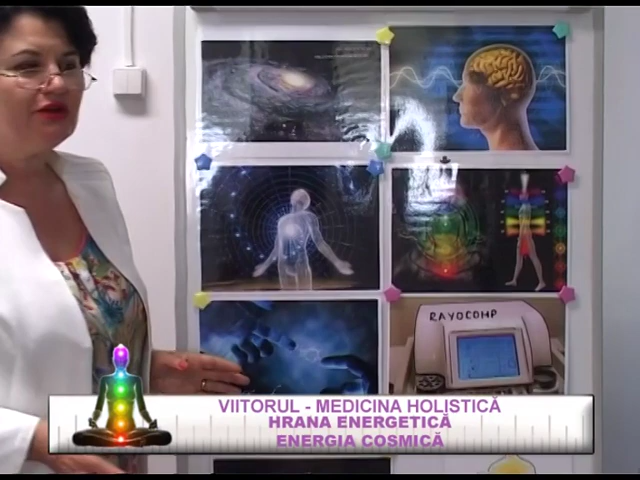 RAYOCOMP
VIITORUL - MEDICINA HOLISTICĂ
HRANA ENERGETICĂ
ENERGIA COSMICĂ